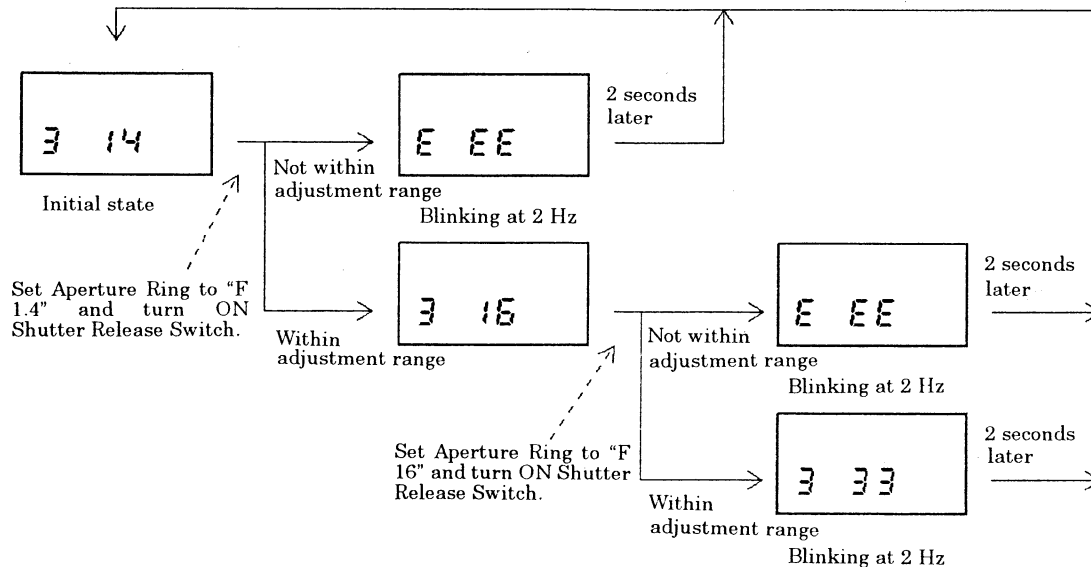 3 14
Initial state
Set Aperture Ring to “F
1.4” and turn ON
Shutter Release Switch.
Not within
adjustment range
E EE
Blinking at 2 Hz
2 seconds
later
Within
adjustment range
3 16
Set Aperture Ring to “F
16” and turn ON Shutter
Release Switch.
Not within
adjustment range
E EE
Blinking at 2 Hz
2 seconds
later
Within
adjustment range
3 33
Blinking at 2 Hz
2 seconds
later